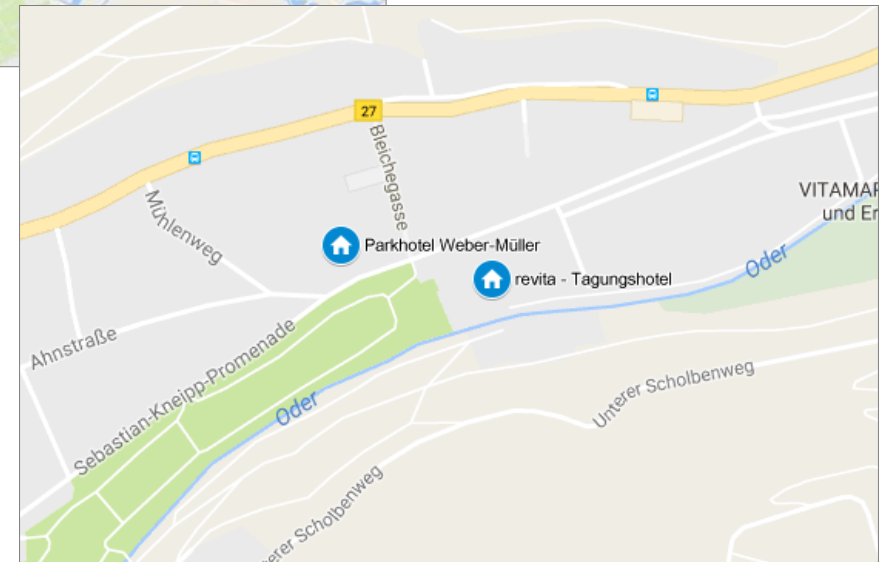 27
Bleichegasse
Mühlenweg
VITAMAR
und Er
Parkhotel Weber-Müller
revita - Tagungshotel
Oder
Ahnstraße
Sebastian-Kneipp-Promenade
Oder
Unterer Scholbenweg
erer Scholbenweg